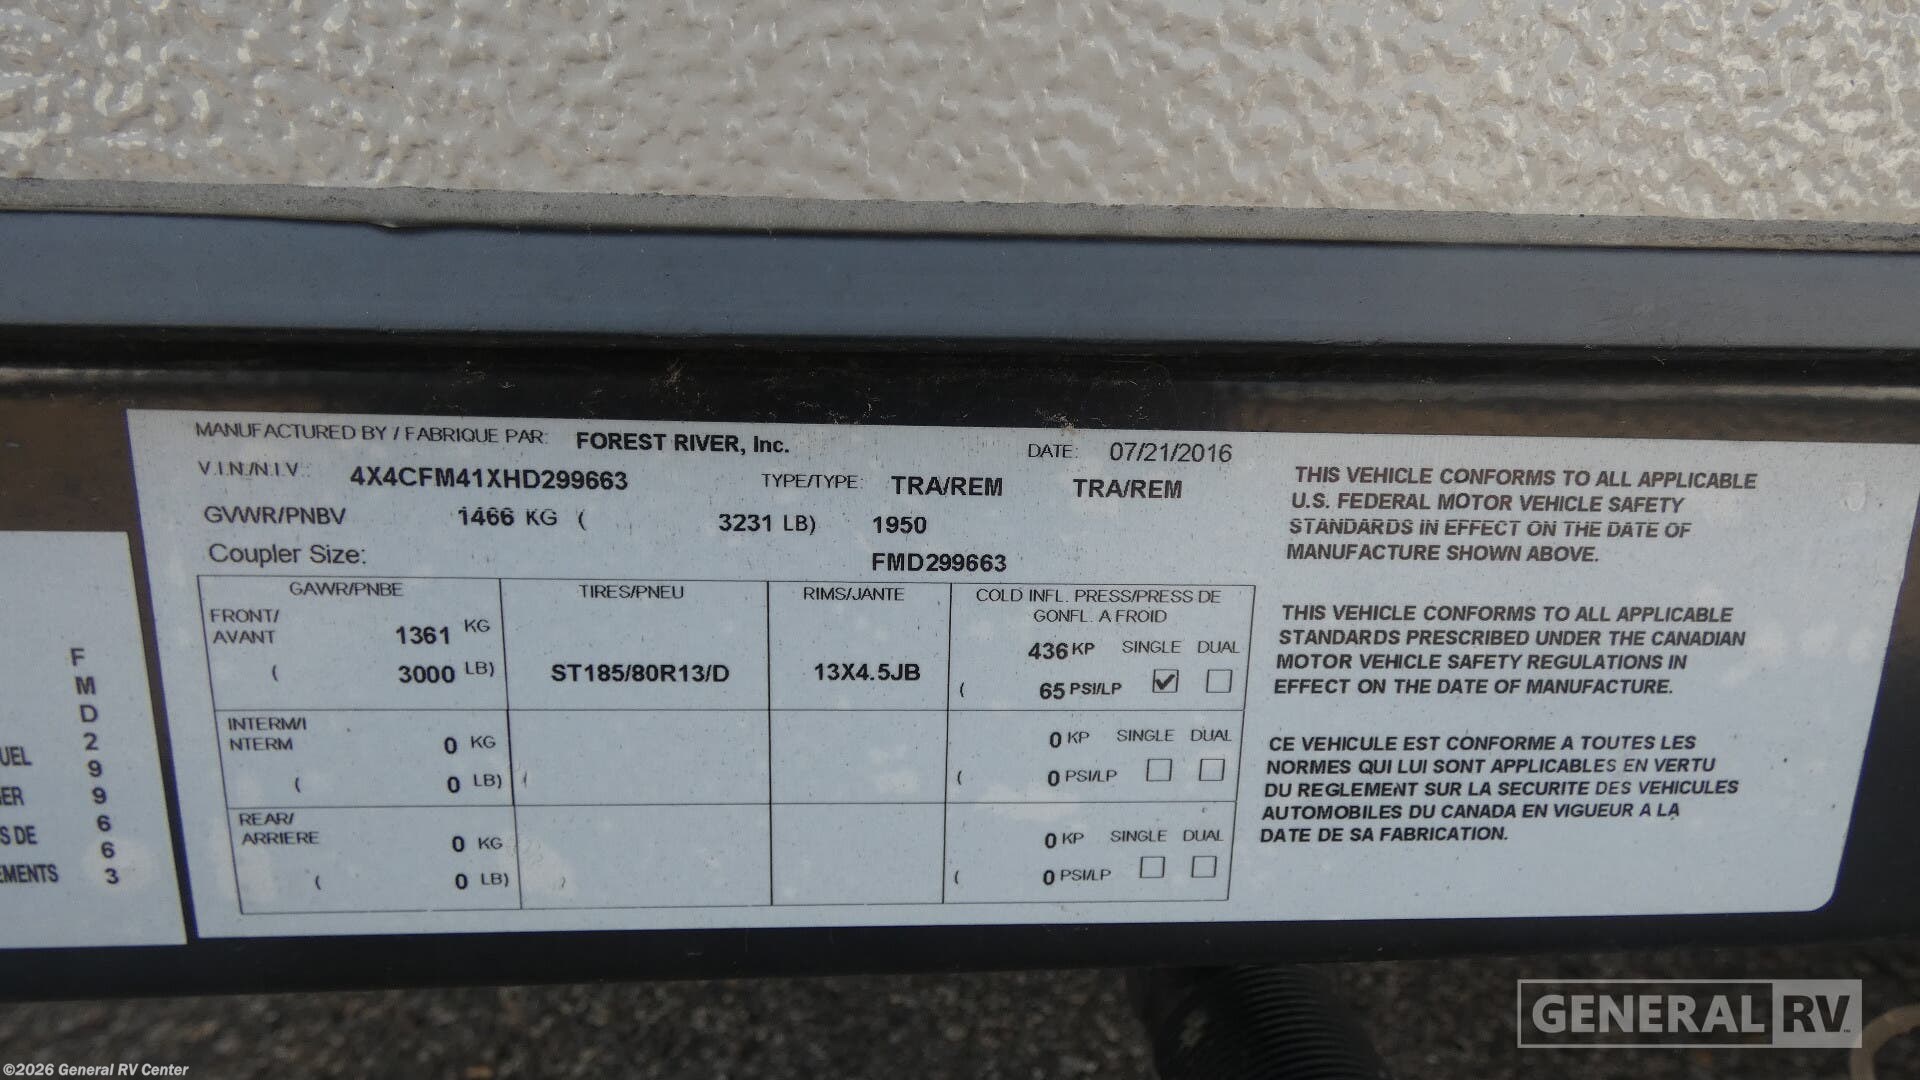 MANUFACTURED BY / FABRIQUE PAR: FOREST RIVER, Inc. DATE: 07/21/2016
V.I.N./N.I.V.: 4X4CFM41XHD299663 TYPE/TYPE: TRA/REM TRA/REM
GVWR/PNBV 1466 KG ( 3231 LB) 1950
Coupler Size: FMD299663
GAWR/PNBE TIRES/PNEU RIMS/JANTE COLD INFL. PRESS/PRESS DE
GONFL. A FROID
FRONT/
AVANT 1361 KG 436 KP SINGLE DUAL
( 3000 LB) ST185/80R13/D 13X4.5JB ( 65 PSI/LP
INTERM/I
NTERM 0 KG 0 KP SINGLE DUAL
( 0 LB) ( ( 0 PSI/LP
REAR/
ARRIERE 0 KG 0 KP SINGLE DUAL
( 0 LB) ) ( 0 PSI/LP
THIS VEHICLE CONFORMS TO ALL APPLICABLE
U.S. FEDERAL MOTOR VEHICLE SAFETY
STANDARDS IN EFFECT ON THE DATE OF
MANUFACTURE SHOWN ABOVE.
THIS VEHICLE CONFORMS TO ALL APPLICABLE
STANDARDS PRESCRIBED UNDER THE CANADIAN
MOTOR VEHICLE SAFETY REGULATIONS IN
EFFECT ON THE DATE OF MANUFACTURE.
CE VEHICULE EST CONFORME A TOUTES LES
NORMES QUI LUI SONT APPLICABLES EN VERTU
DU REGLEMENT SUR LA SECURITE DES VEHICULES
AUTOMOBILES DU CANADA EN VIGUEUR A LA
DATE DE SA FABRICATION.
UEL
GER
S DE
EMENTS
F
M
D
2
9
9
6
6
3
GENERAL RV
©2026 General RV Center